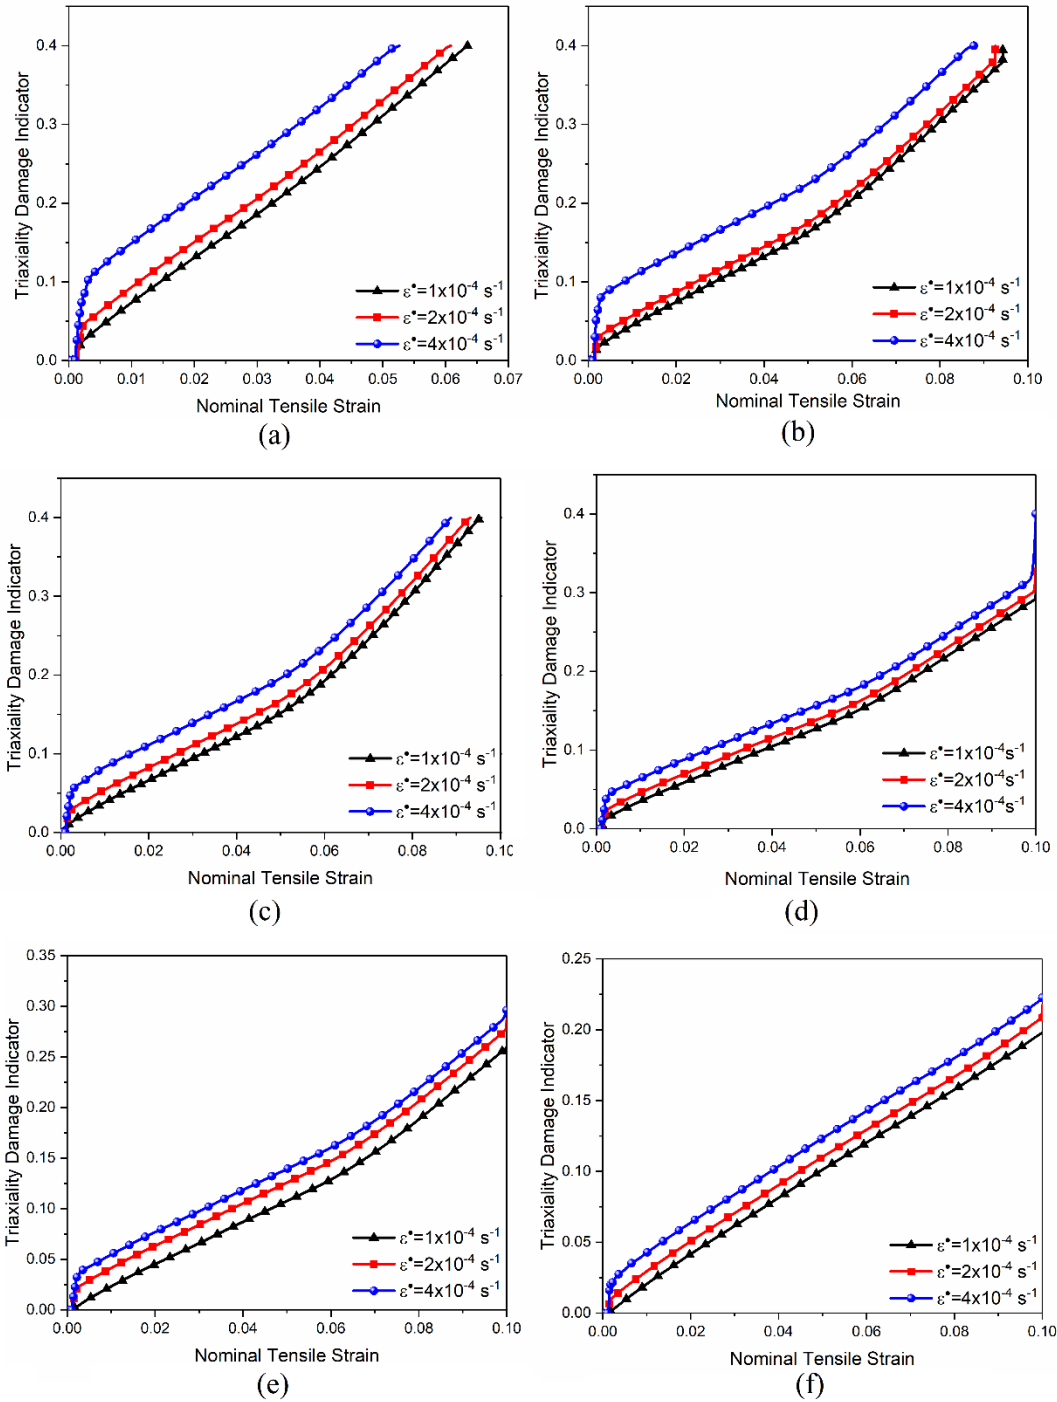 Triaxiality Damage Indicator
0.4
0.3
0.2
0.1
0.0
ε•=1x10-4 s-1
ε•=2x10-4 s-1
ε•=4x10-4 s-1
0.00 0.01 0.02 0.03 0.04 0.05 0.06 0.07
Nominal Tensile Strain
(a)
Triaxiality Damage Indicator
0.4
0.3
0.2
0.1
0.0
ε•=1x10-4 s-1
ε•=2x10-4 s-1
ε•=4x10-4 s-1
0.00 0.02 0.04 0.06 0.08 0.10
Nominal Tensile Strain
(b)
Triaxiality Damage Indicator
0.4
0.3
0.2
0.1
0.0
ε•=1x10-4 s-1
ε•=2x10-4 s-1
ε•=4x10-4 s-1
0.00 0.02 0.04 0.06 0.08 0.10
Nominal Tensile Strain
(c)
Triaxiality Damage Indicator
0.4
0.3
0.2
0.1
0.0
ε•=1x10-4s-1
ε•=2x10-4s-1
ε•=4x10-4s-1
0.00 0.02 0.04 0.06 0.08 0.10
Nominal Tensile Strain
(d)
Triaxiality Damage Indicator
0.35
0.30
0.25
0.20
0.15
0.10
0.05
0.00
ε•=1x10-4 s-1
ε•=2x10-4 s-1
ε•=4x10-4 s-1
0.00 0.02 0.04 0.06 0.08 0.10
Nominal Tensile Strain
(e)
Triaxiality Damage Indicator
0.25
0.20
0.15
0.10
0.05
0.00
ε•=1x10-4 s-1
ε•=2x10-4 s-1
ε•=4x10-4 s-1
0.00 0.02 0.04 0.06 0.08 0.10
Nominal Tensile Strain
(f)